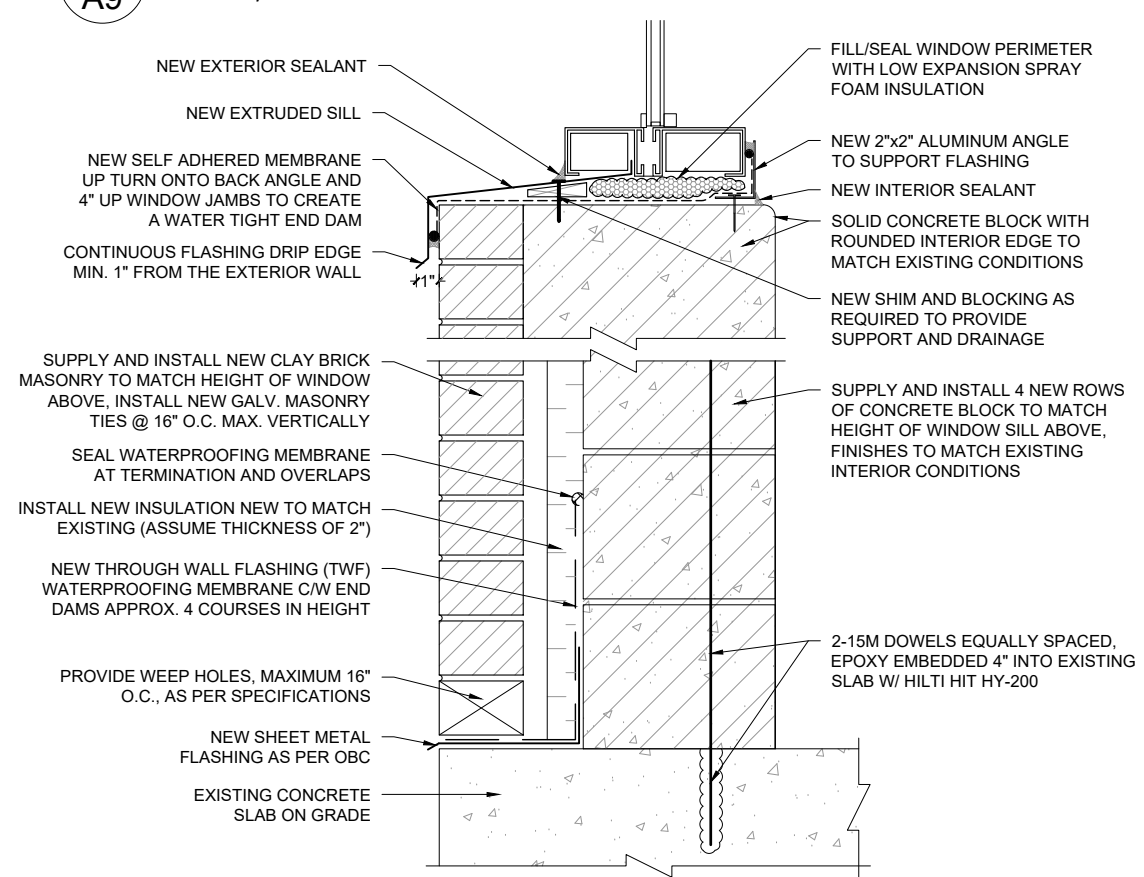 A9
NEW EXTERIOR SEALANT
NEW EXTRUDED SILL
NEW SELF ADHERED MEMBRANE
UP TURN ONTO BACK ANGLE AND
4" UP WINDOW JAMBS TO CREATE
A WATER TIGHT END DAM
CONTINUOUS FLASHING DRIP EDGE
MIN. 1" FROM THE EXTERIOR WALL
1"
SUPPLY AND INSTALL NEW CLAY BRICK
MASONRY TO MATCH HEIGHT OF WINDOW
ABOVE, INSTALL NEW GALV. MASONRY
TIES @ 16" O.C. MAX. VERTICALLY
SEAL WATERPROOFING MEMBRANE
AT TERMINATION AND OVERLAPS
INSTALL NEW INSULATION NEW TO MATCH
EXISTING (ASSUME THICKNESS OF 2")
NEW THROUGH WALL FLASHING (TWF)
WATERPROOFING MEMBRANE C/W END
DAMS APPROX. 4 COURSES IN HEIGHT
PROVIDE WEEP HOLES, MAXIMUM 16"
O.C., AS PER SPECIFICATIONS
NEW SHEET METAL
FLASHING AS PER OBC
EXISTING CONCRETE
SLAB ON GRADE
FILL/SEAL WINDOW PERIMETER
WITH LOW EXPANSION SPRAY
FOAM INSULATION
NEW 2"x2" ALUMINUM ANGLE
TO SUPPORT FLASHING
NEW INTERIOR SEALANT
SOLID CONCRETE BLOCK WITH
ROUNDED INTERIOR EDGE TO
MATCH EXISTING CONDITIONS
NEW SHIM AND BLOCKING AS
REQUIRED TO PROVIDE
SUPPORT AND DRAINAGE
SUPPLY AND INSTALL 4 NEW ROWS
OF CONCRETE BLOCK TO MATCH
HEIGHT OF WINDOW SILL ABOVE,
FINISHES TO MATCH EXISTING
INTERIOR CONDITIONS
2-15M DOWELS EQUALLY SPACED,
EPOXY EMBEDDED 4" INTO EXISTING
SLAB W/ HILTI HIT HY-200